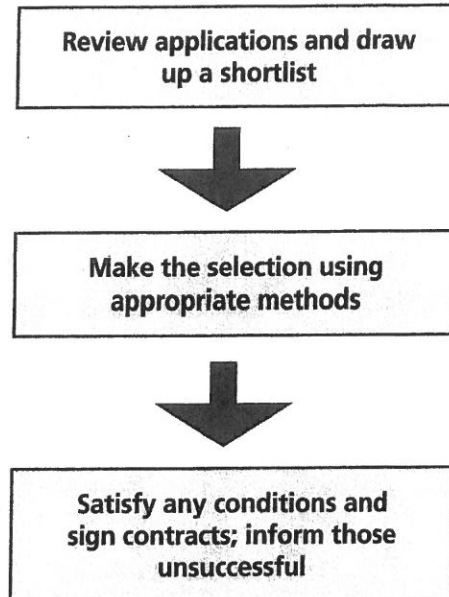 Review applications and draw
up a shortlist
Make the selection using
appropriate methods
Satisfy any conditions and
sign contracts; inform those
unsuccessful